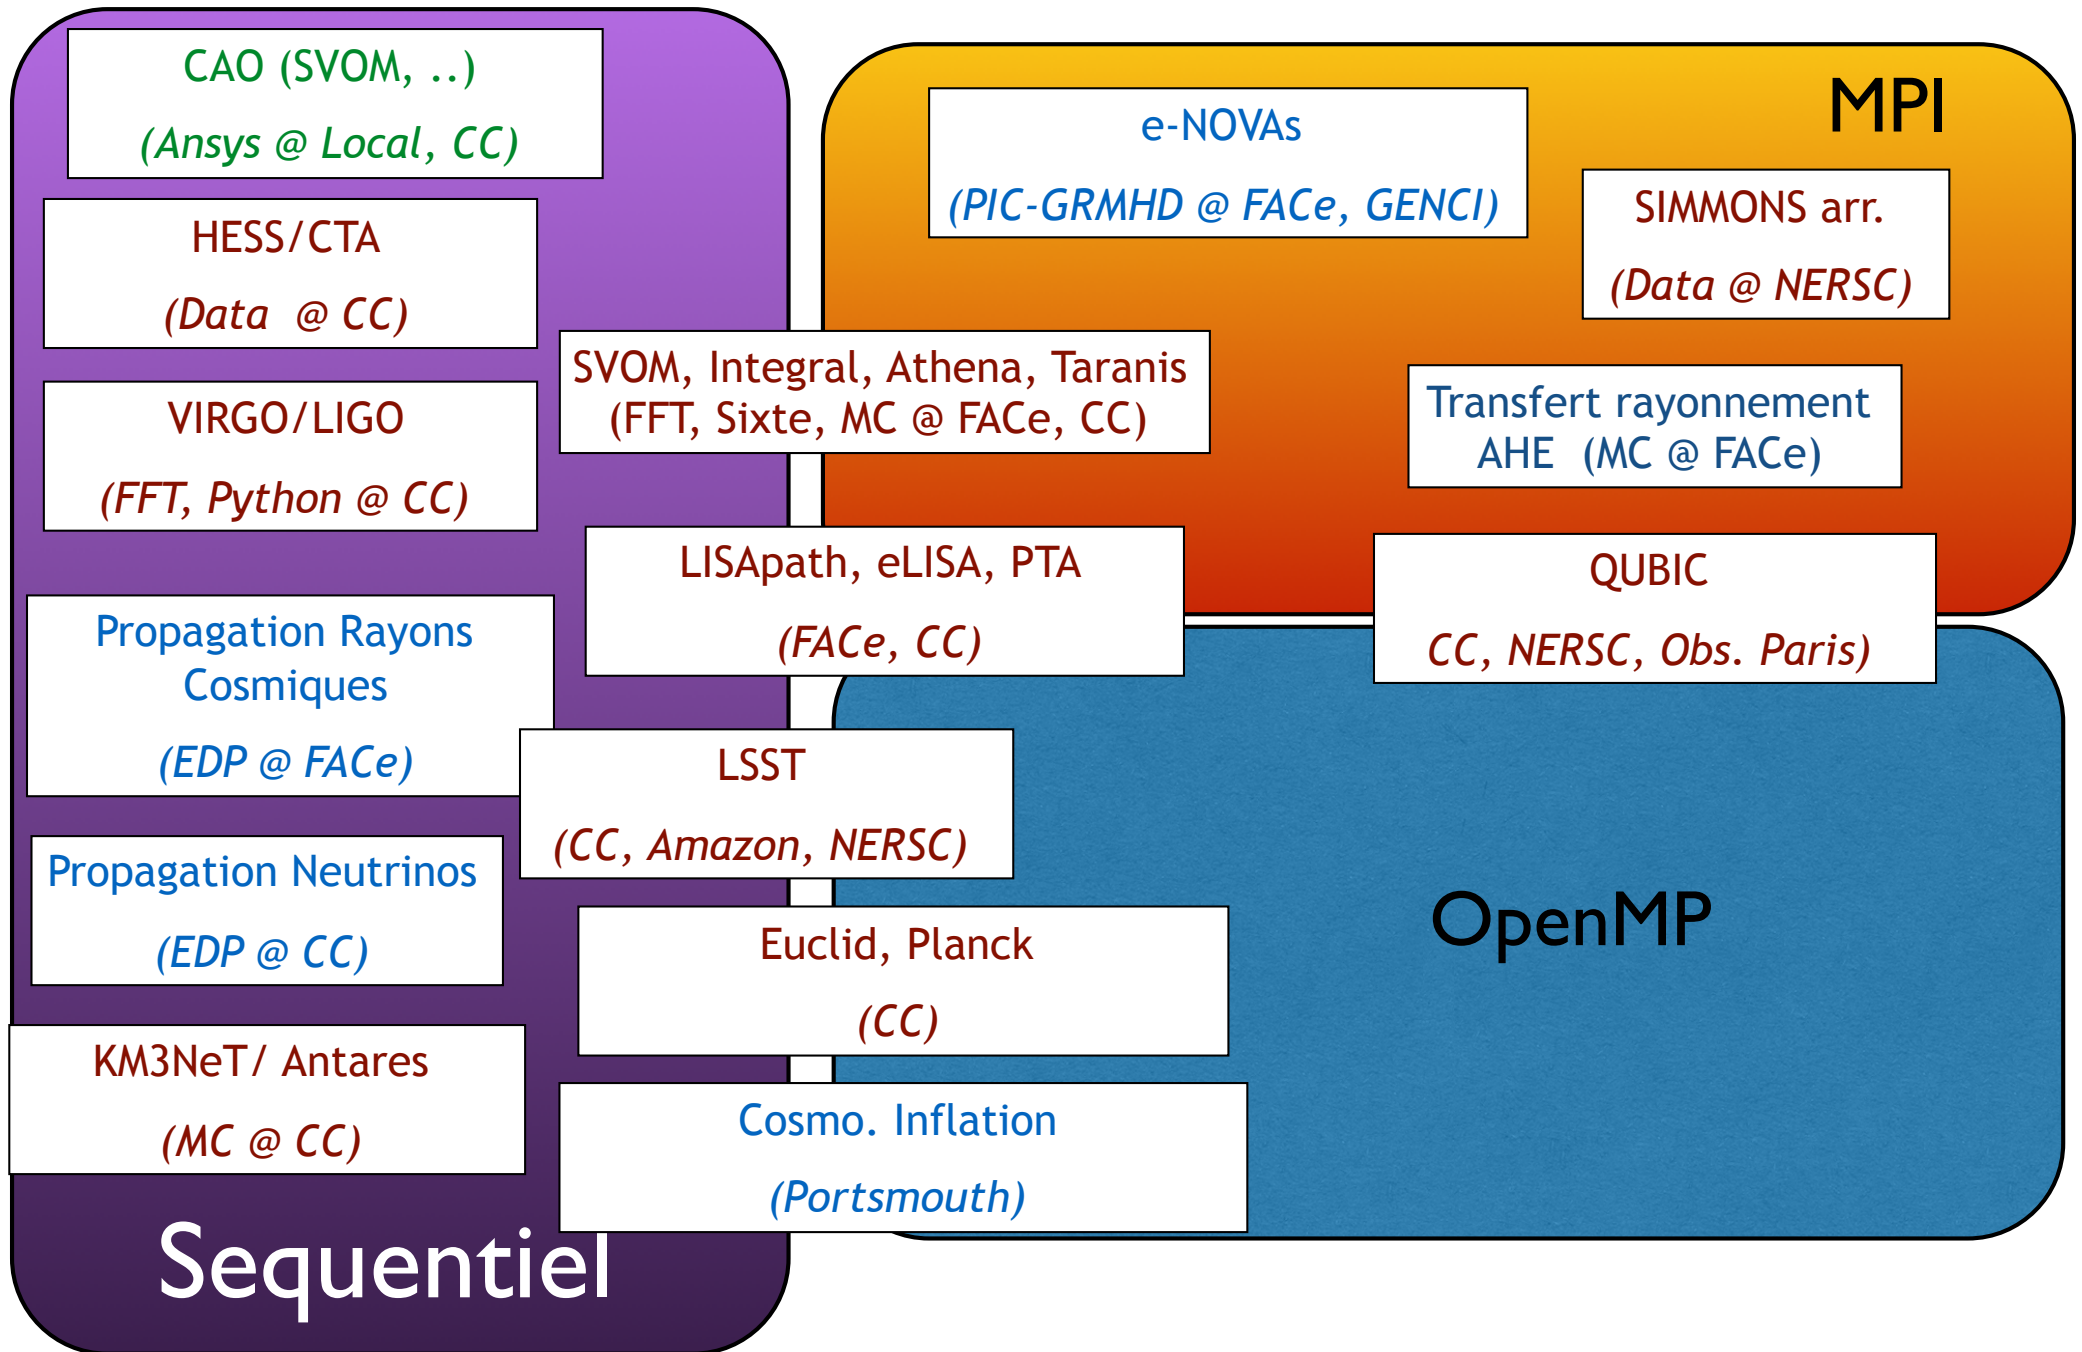 CAO (SVOM, ..)
(Ansys @ Local, CC)
HESS/CTA
(Data @ CC)
VIRGO/LIGO
(FFT, Python @ CC)
Propagation Rayons
Cosmiques
(EDP @ FACe)
Propagation Neutrinos
(EDP @ CC)
KM3NeT/ Antares
(MC @ CC)
Sequentiel
SVOM, Integral, Athena, Taranis
(FFT, Sixte, MC @ FACe, CC)
LISApath, eLISA, PTA
(FACe, CC)
LSST
(CC, Amazon, NERSC)
Euclid, Planck
(CC)
Cosmo. Inflation
(Portsmouth)
MPI
e-NOVAs
(PIC-GRMHD @ FACe, GENCI)
SIMMONS arr.
(Data @ NERSC)
Transfert rayonnement
AHE (MC @ FACe)
QUBIC
CC, NERSC, Obs. Paris)
OpenMP